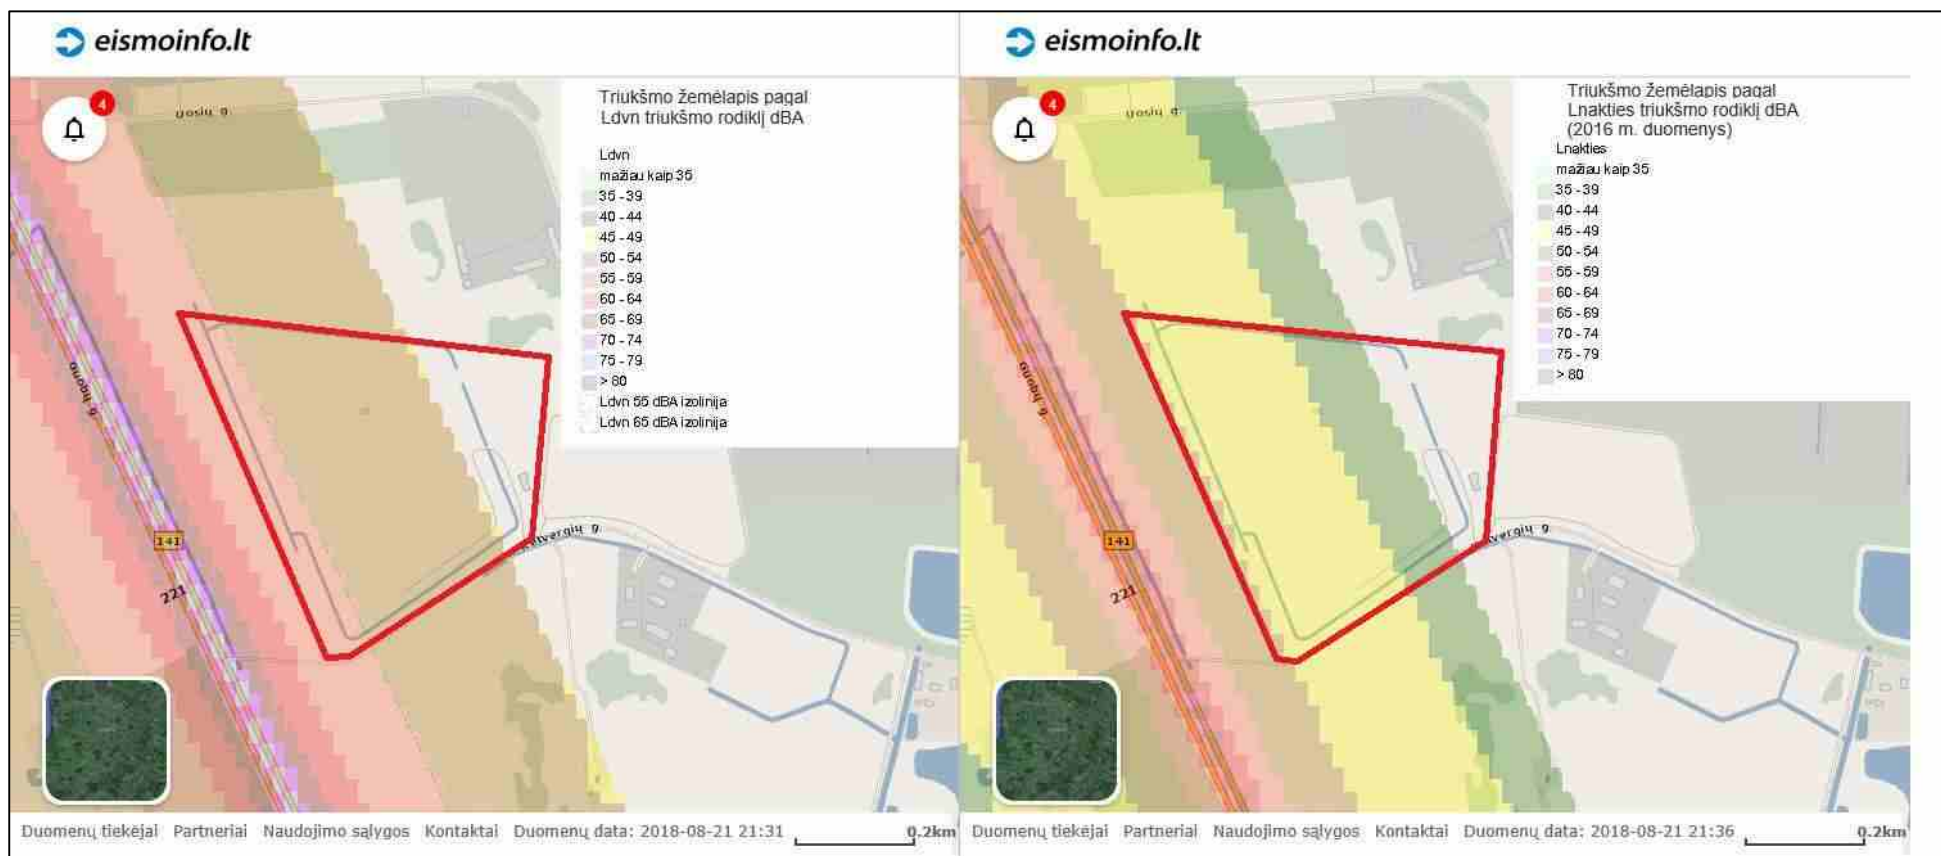 eismoinfo.lt
4
Uosių g.
Triukšmo žemėlapis pagal
Ldvn triukšmo rodiklį dBA
Ldvn
mažiau kaip 35
35 - 39
40 - 44
45 - 49
50 - 54
55 - 59
60 - 64
65 - 69
70 - 74
75 - 79
> 80
Ldvn 55 dBA izolinija
Ldvn 65 dBA izolinija
141
221
Duomenų tiekėjai Partneriai Naudojimo sąlygos Kontaktai Duomenų data: 2018-08-21 21:31
0.2km
eismoinfo.lt
4
Uosių g.
Triukšmo žemėlapis pagal
Lnakties triukšmo rodiklį dBA
(2016 m. duomenys)
Lnakties
mažiau kaip 35
35 - 39
40 - 44
45 - 49
50 - 54
55 - 59
60 - 64
65 - 69
70 - 74
75 - 79
> 80
141
221
Duomenų tiekėjai Partneriai Naudojimo sąlygos Kontaktai Duomenų data: 2018-08-21 21:36
0.2km